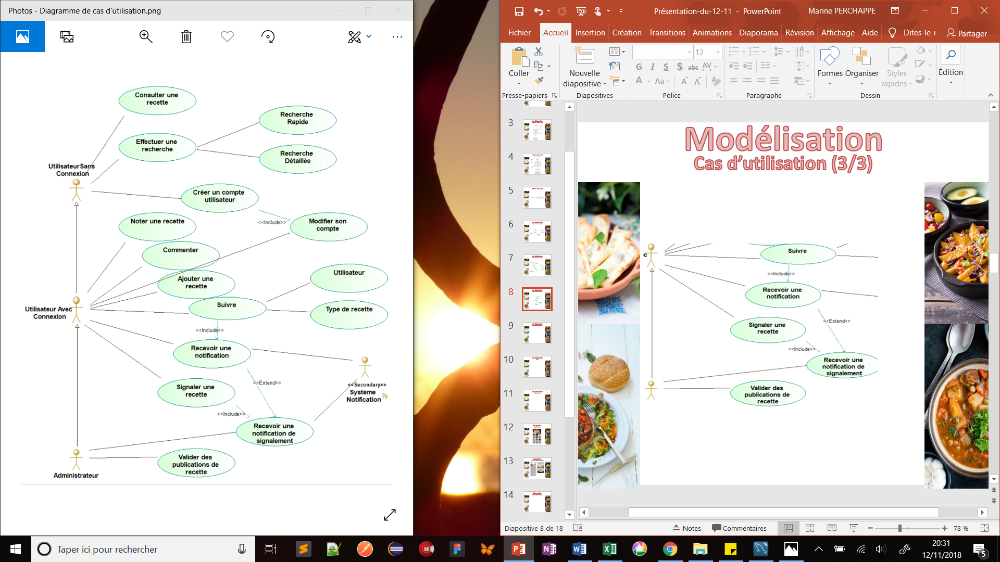 Photos - Diagramme de cas d'utilisation.png
Consulter une
recette
Recherche
Rapide
Effectuer une
recherche
Recherche
Détaillée
Utilisateur Sans
Connexion
Créer un compte
utilisateur
<<Include>>
Noter une recette
Modifier son
compte
Commenter
Utilisateur
Ajouter une
recette
Suivre
Type de recette
Utilisateur Avec
Connexion
<<Include>>
Recevoir une
notification
<<Extend>>
<<Secondary>>
Système
Notification
Signaler une
recette
<<Include>>
Recevoir une
notification de
signalement
Valider des
publications de
recette
Administrateur
Présentation-du-12-11 - PowerPoint
Marine PERCHAPPE
Fichier Accueil Insertion Création Transitions Animations Diaporama Révision Affichage Aide Dites-le-r Partager
12
Coller
Nouvelle
diapositive
G I S S abc AV
A Aa A A A
Formes Organiser Styles
rapides
Édition
Presse-papiers Diapositives Police Paragraphe Dessin
3
4
5
6
7
8
9
10
11
12
13
14
Modélisation
Cas d'utilisation (3/3)
c
Suivre
<<Include>>
Recevoir une
notification
<<Extend>>
Signaler une
recette
<<Include>>
Recevoir une
notification de
signalement
Valider des
publications de
recette
Diapositive 8 de 18 Notes Commentaires 78 %
Taper ici pour rechercher
20:31
12/11/2018
5